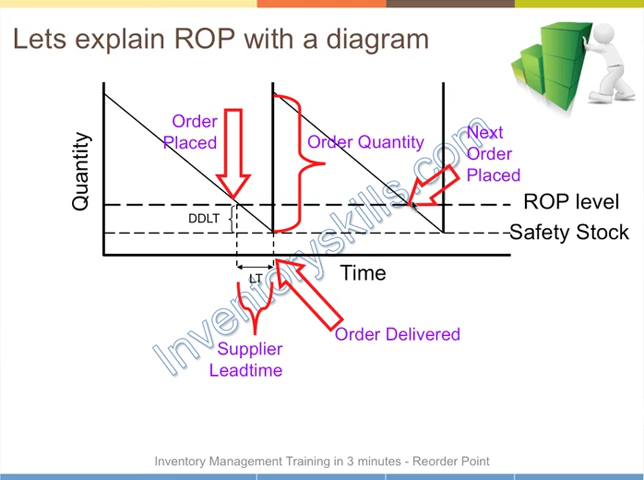 Lets explain ROP with a diagram
Order
Placed
Order Quantity
Next
Order
Placed
Quantity
ROP level
DDLT
Safety Stock
LT
Time
Supplier
Leadtime
Order Delivered
Inventoryskills.com
Inventory Management Training in 3 minutes - Reorder Point